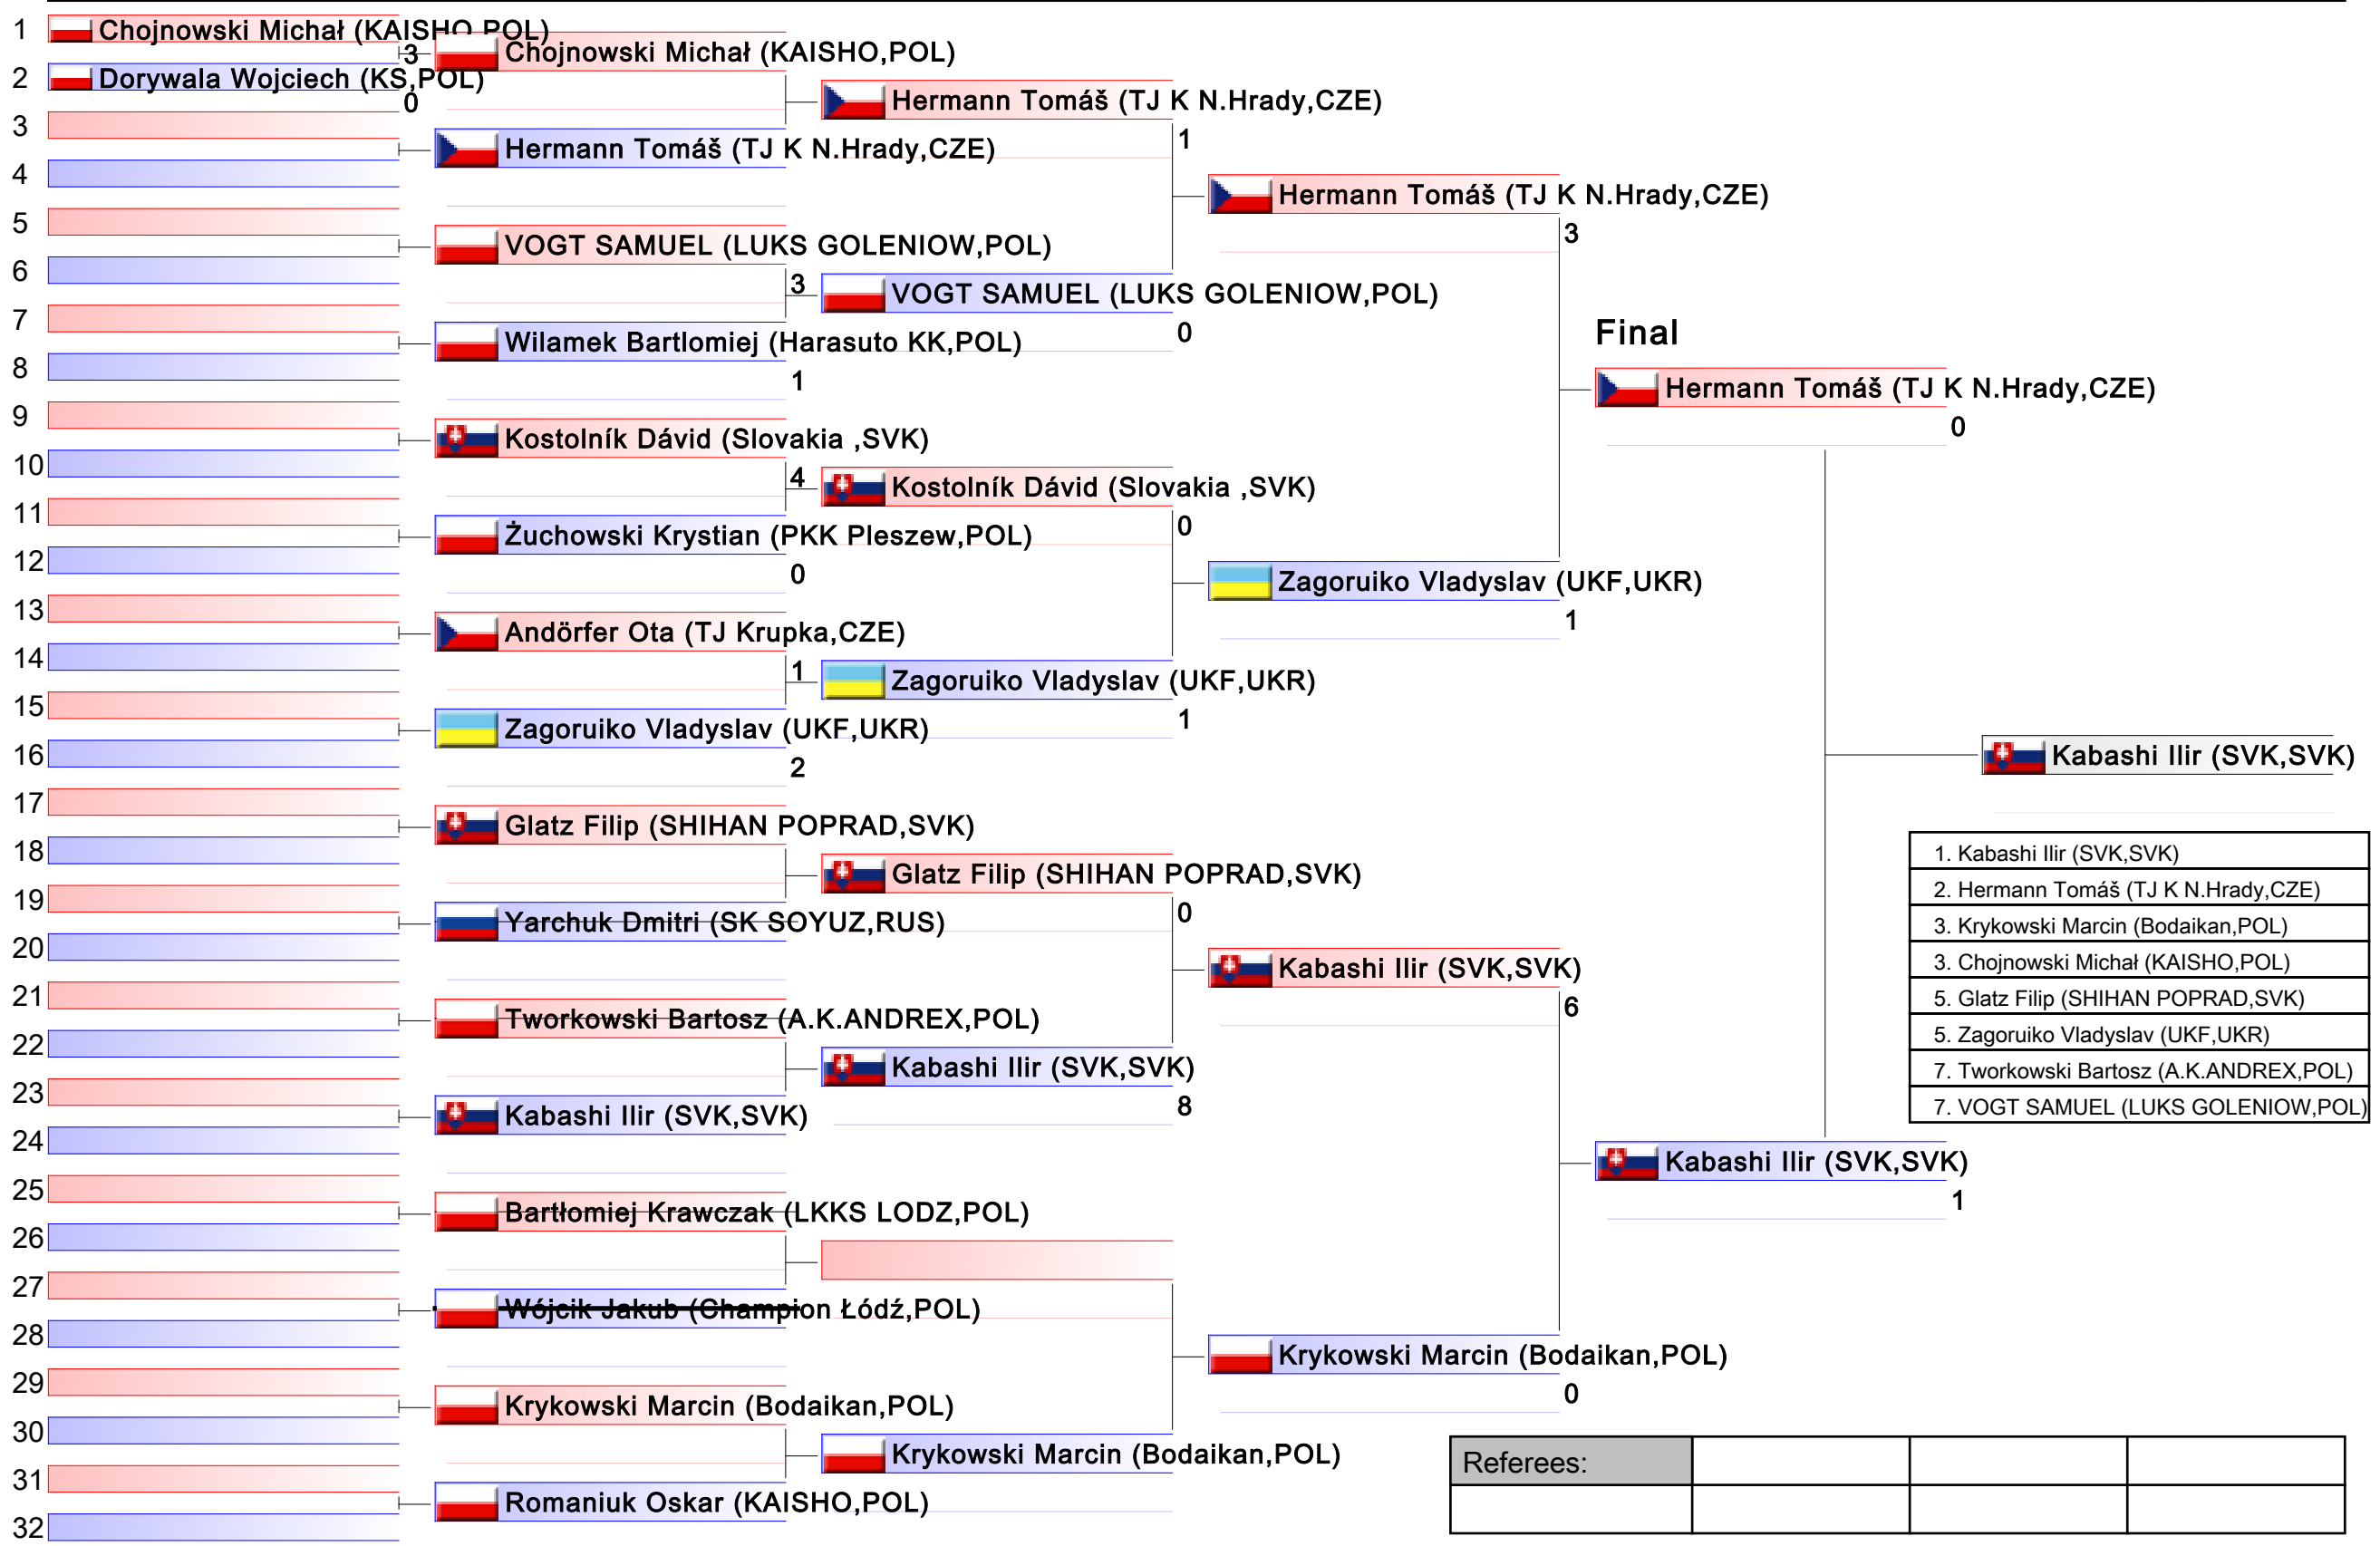 1
Chojnowski Michał (KAISHO,POL)
3
2
Dorywala Wojciech (KS,POL)
0
3
4
5
6
7
8
9
10
11
12
13
14
15
16
17
18
19
20
21
22
23
24
25
26
27
28
29
30
31
32
Chojnowski Michał (KAISHO,POL)
Hermann Tomáš (TJ K N.Hrady,CZE)
VOGT SAMUEL (LUKS GOLENIOW,POL)
3
Wilamek Bartlomiej (Harasuto KK,POL)
1
Kostolník Dávid (Slovakia ,SVK)
4
Żuchowski Krystian (PKK Pleszew,POL)
0
Andörfer Ota (TJ Krupka,CZE)
1
Zagoruiko Vladyslav (UKF,UKR)
2
Glatz Filip (SHIHAN POPRAD,SVK)
Yarchuk Dmitri (SK SOYUZ,RUS)
Tworkowski Bartosz (A.K.ANDREX,POL)
Kabashi Ilir (SVK,SVK)
Bartłomiej Krawczak (LKKS LODZ,POL)
Wójcik Jakub (Champion Łódź,POL)
Krykowski Marcin (Bodaikan,POL)
Romaniuk Oskar (KAISHO,POL)
Hermann Tomáš (TJ K N.Hrady,CZE)
1
VOGT SAMUEL (LUKS GOLENIOW,POL)
0
Kostolník Dávid (Slovakia ,SVK)
0
Zagoruiko Vladyslav (UKF,UKR)
1
Glatz Filip (SHIHAN POPRAD,SVK)
0
Kabashi Ilir (SVK,SVK)
8
Krykowski Marcin (Bodaikan,POL)
Hermann Tomáš (TJ K N.Hrady,CZE)
3
Zagoruiko Vladyslav (UKF,UKR)
1
Kabashi Ilir (SVK,SVK)
6
Krykowski Marcin (Bodaikan,POL)
0
Final
Hermann Tomáš (TJ K N.Hrady,CZE)
0
Kabashi Ilir (SVK,SVK)
1
Kabashi Ilir (SVK,SVK)
1. Kabashi Ilir (SVK,SVK)
2. Hermann Tomáš (TJ K N.Hrady,CZE)
3. Krykowski Marcin (Bodaikan,POL)
3. Chojnowski Michał (KAISHO,POL)
5. Glatz Filip (SHIHAN POPRAD,SVK)
5. Zagoruiko Vladyslav (UKF,UKR)
7. Tworkowski Bartosz (A.K.ANDREX,POL)
7. VOGT SAMUEL (LUKS GOLENIOW,POL)
Referees: